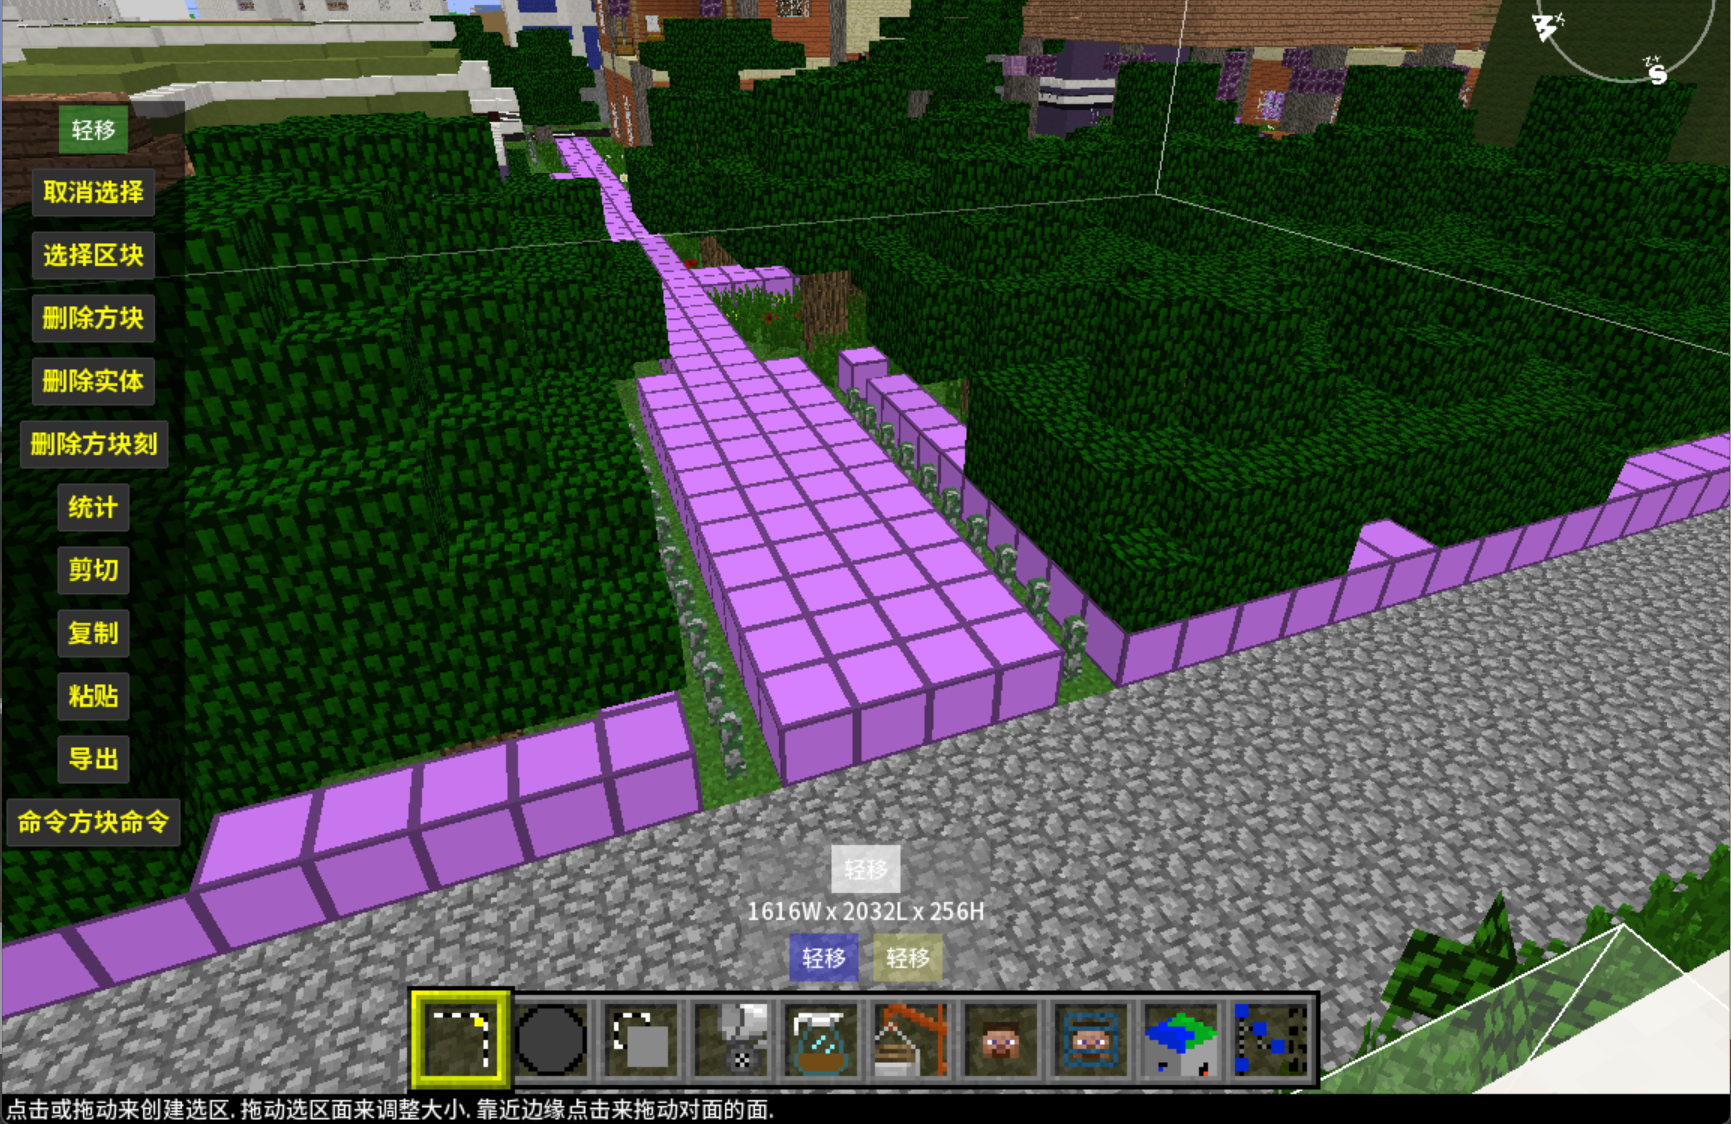 X
Z
S
轻移
取消选择
选择区块
删除方块
删除实体
删除方块刻
统计
剪切
复制
粘贴
导出
命令方块命令
轻移
1616W x 2032L x 256H
轻移 轻移
点击或拖动来创建选区. 拖动选区面来调整大小. 靠近边缘点击来拖动对面的面.